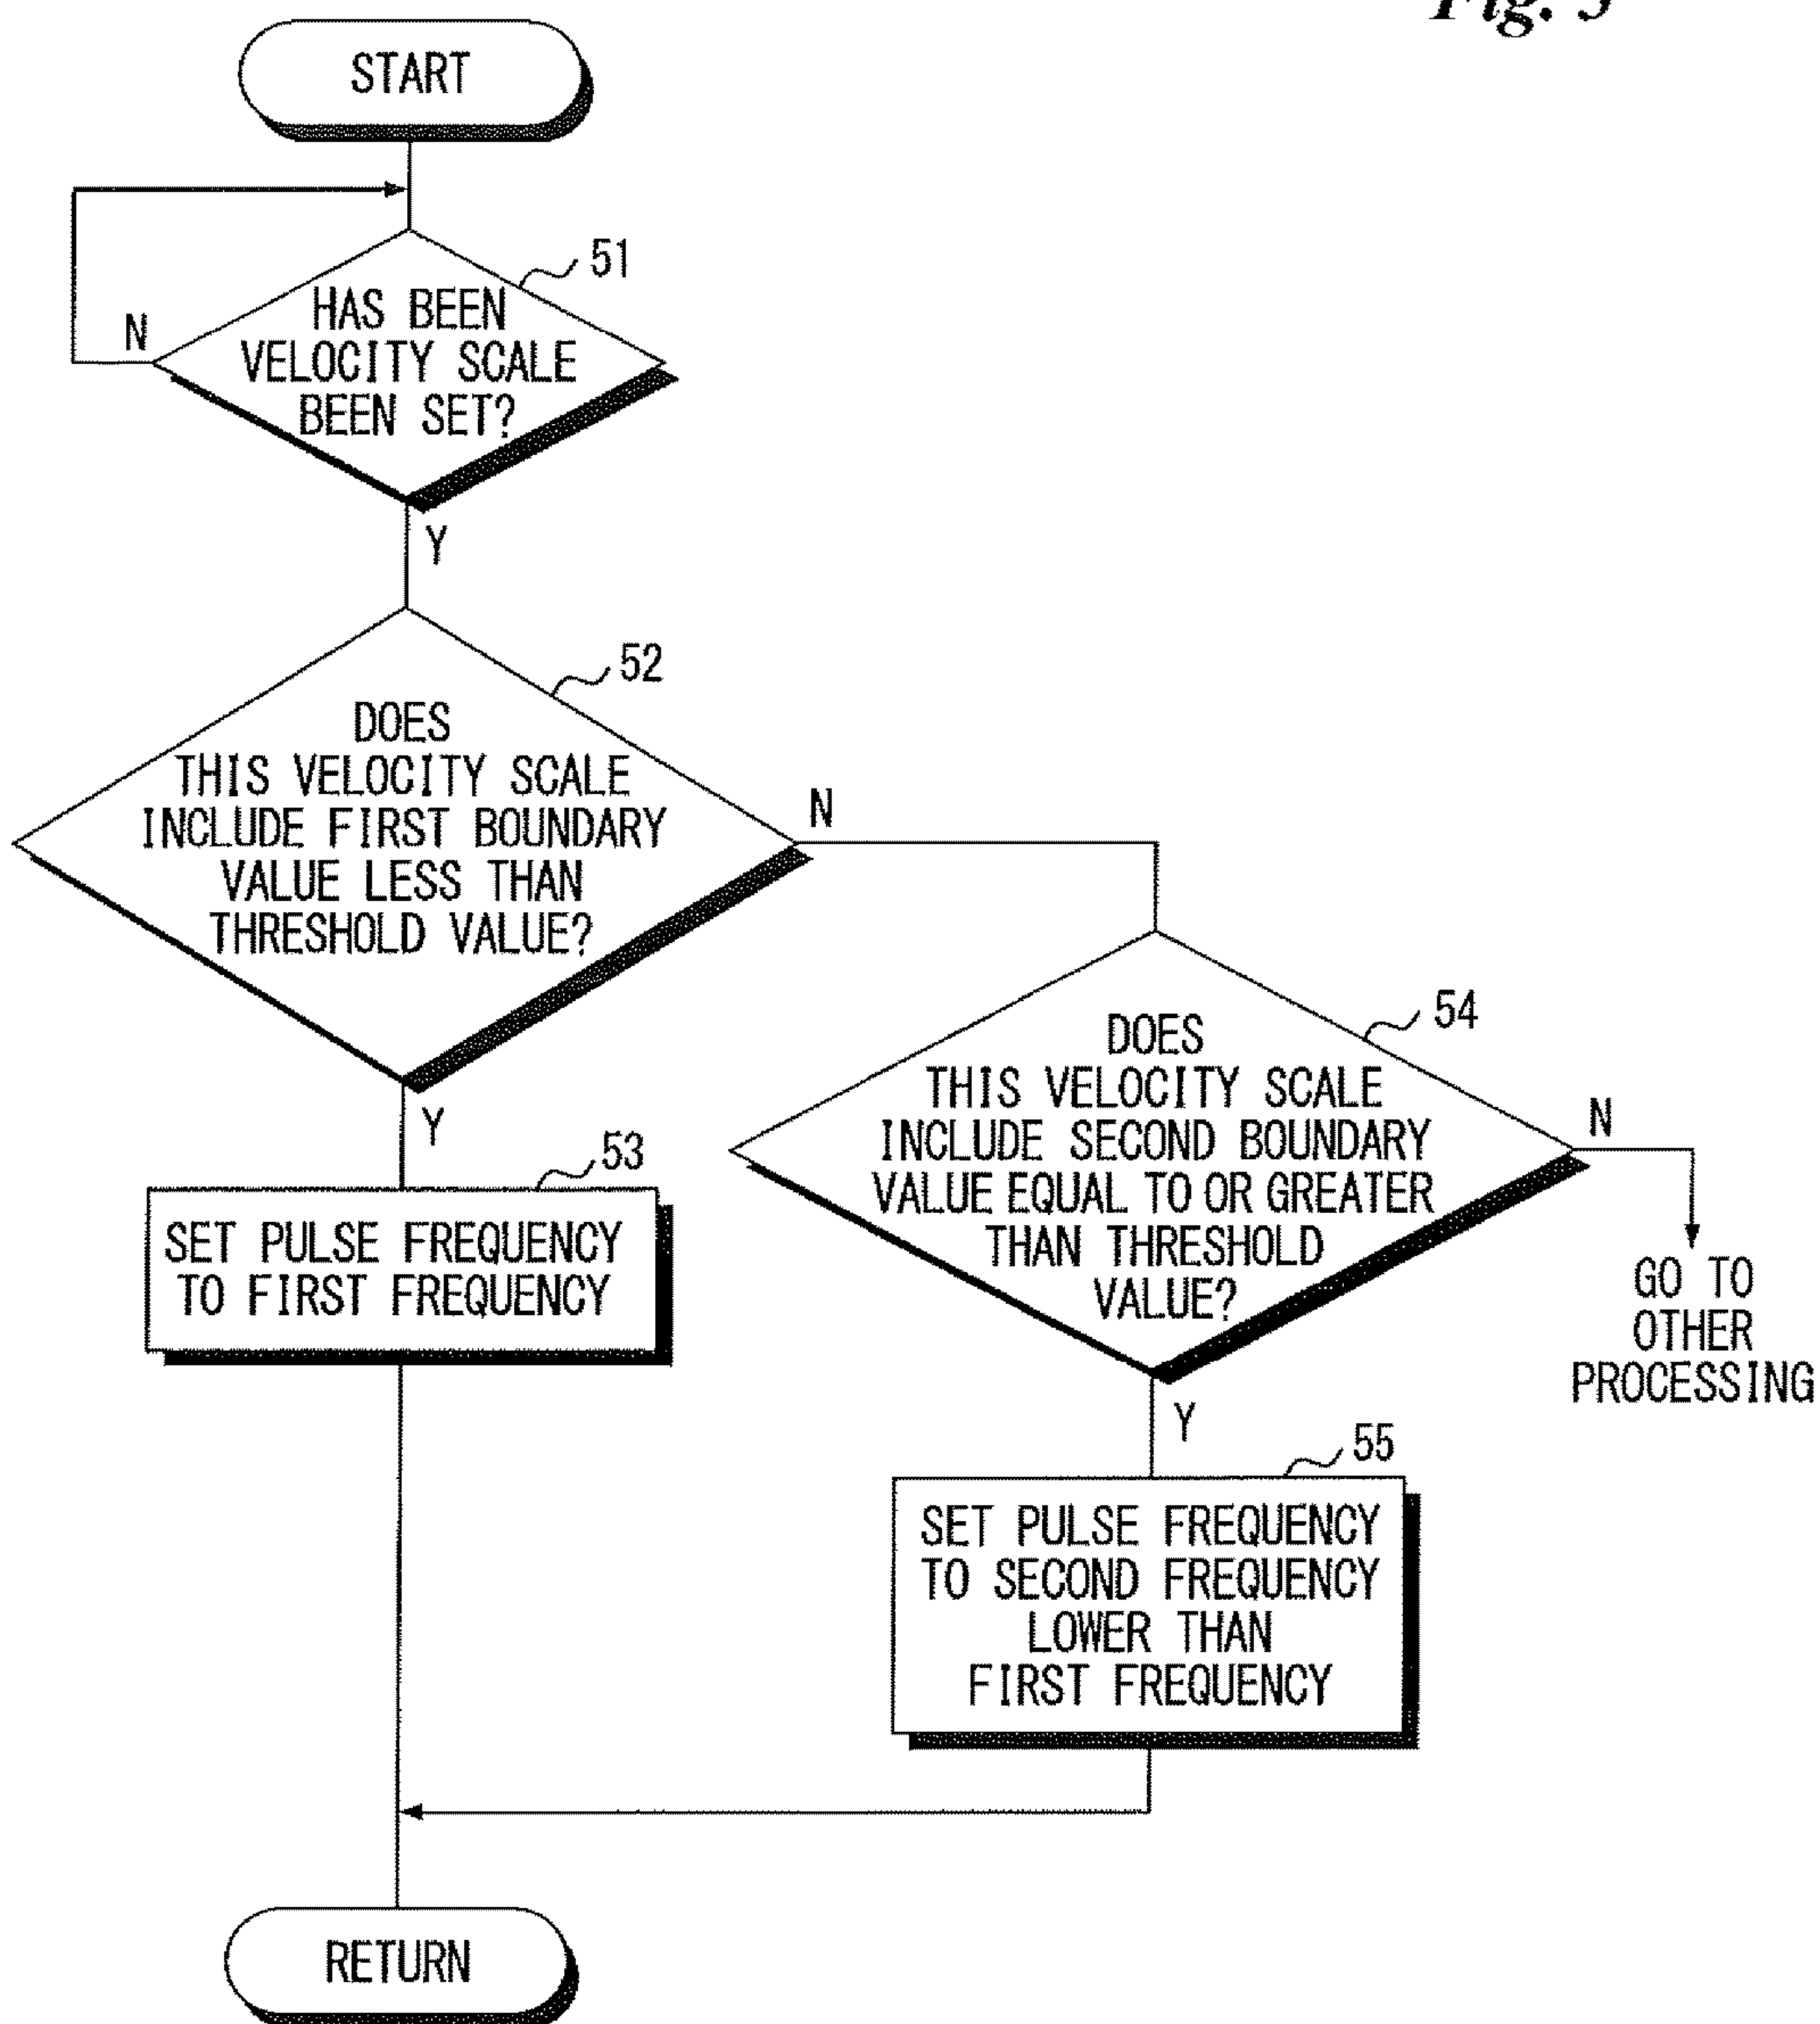 Fig. 5
START
51
HAS BEEN
VELOCITY SCALE
BEEN SET?
N
Y
52
DOES
THIS VELOCITY SCALE
INCLUDE FIRST BOUNDARY
VALUE LESS THAN
THRESHOLD VALUE?
N
Y
53
SET PULSE FREQUENCY
TO FIRST FREQUENCY
54
DOES
THIS VELOCITY SCALE
INCLUDE SECOND BOUNDARY
VALUE EQUAL TO OR GREATER
THAN THRESHOLD
VALUE?
N
GO TO
OTHER
PROCESSING
Y
55
SET PULSE FREQUENCY
TO SECOND FREQUENCY
LOWER THAN
FIRST FREQUENCY
RETURN